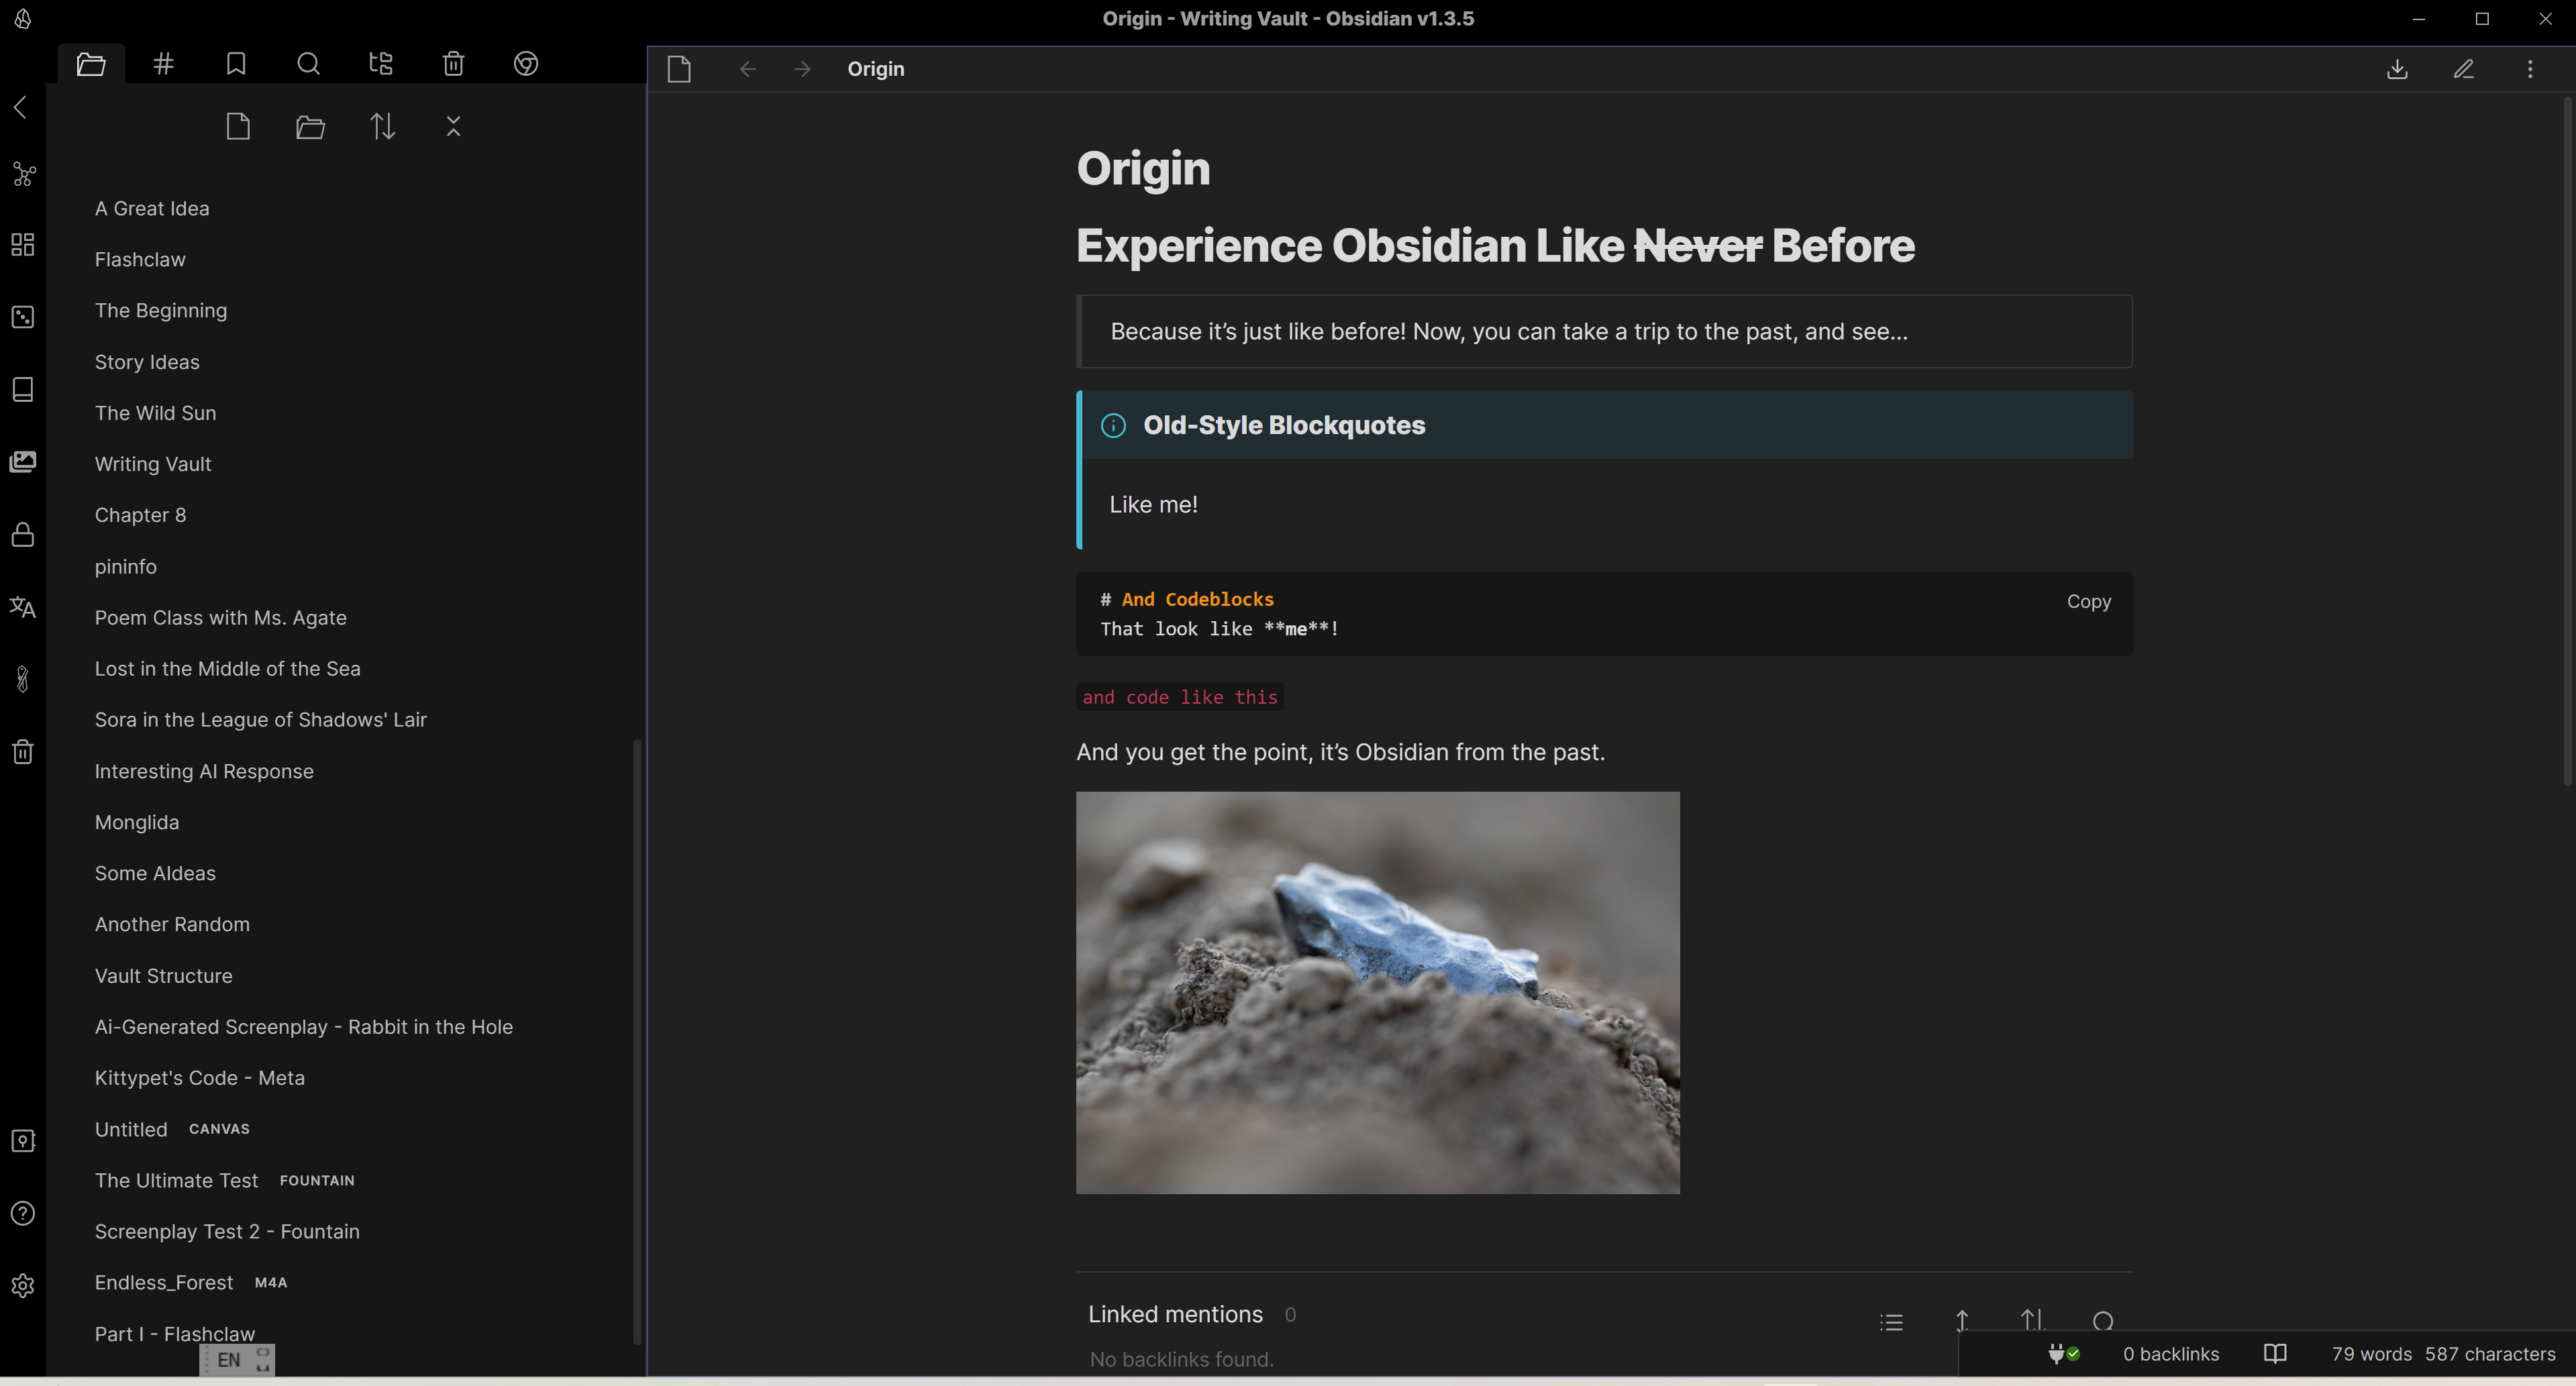 Origin - Writing Vault - Obsidian v1.3.5
Origin
A Great Idea
Flashclaw
The Beginning
Story Ideas
The Wild Sun
Writing Vault
Chapter 8
pininfo
Poem Class with Ms. Agate
Lost in the Middle of the Sea
Sora in the League of Shadows' Lair
Interesting AI Response
Monglida
Some AIdeas
Another Random
Vault Structure
Ai-Generated Screenplay - Rabbit in the Hole
Kittypet's Code - Meta
Untitled CANVAS
The Ultimate Test FOUNTAIN
Screenplay Test 2 - Fountain
Endless_Forest M4A
Part I - Flashclaw
EN
Origin
Experience Obsidian Like Never Before
Because it’s just like before! Now, you can take a trip to the past, and see...
Old-Style Blockquotes
Like me!
# And Codeblocks
Copy
That look like **me**!
and code like this
And you get the point, it’s Obsidian from the past.
Linked mentions 0
No backlinks found.
0 backlinks
79 words 587 characters